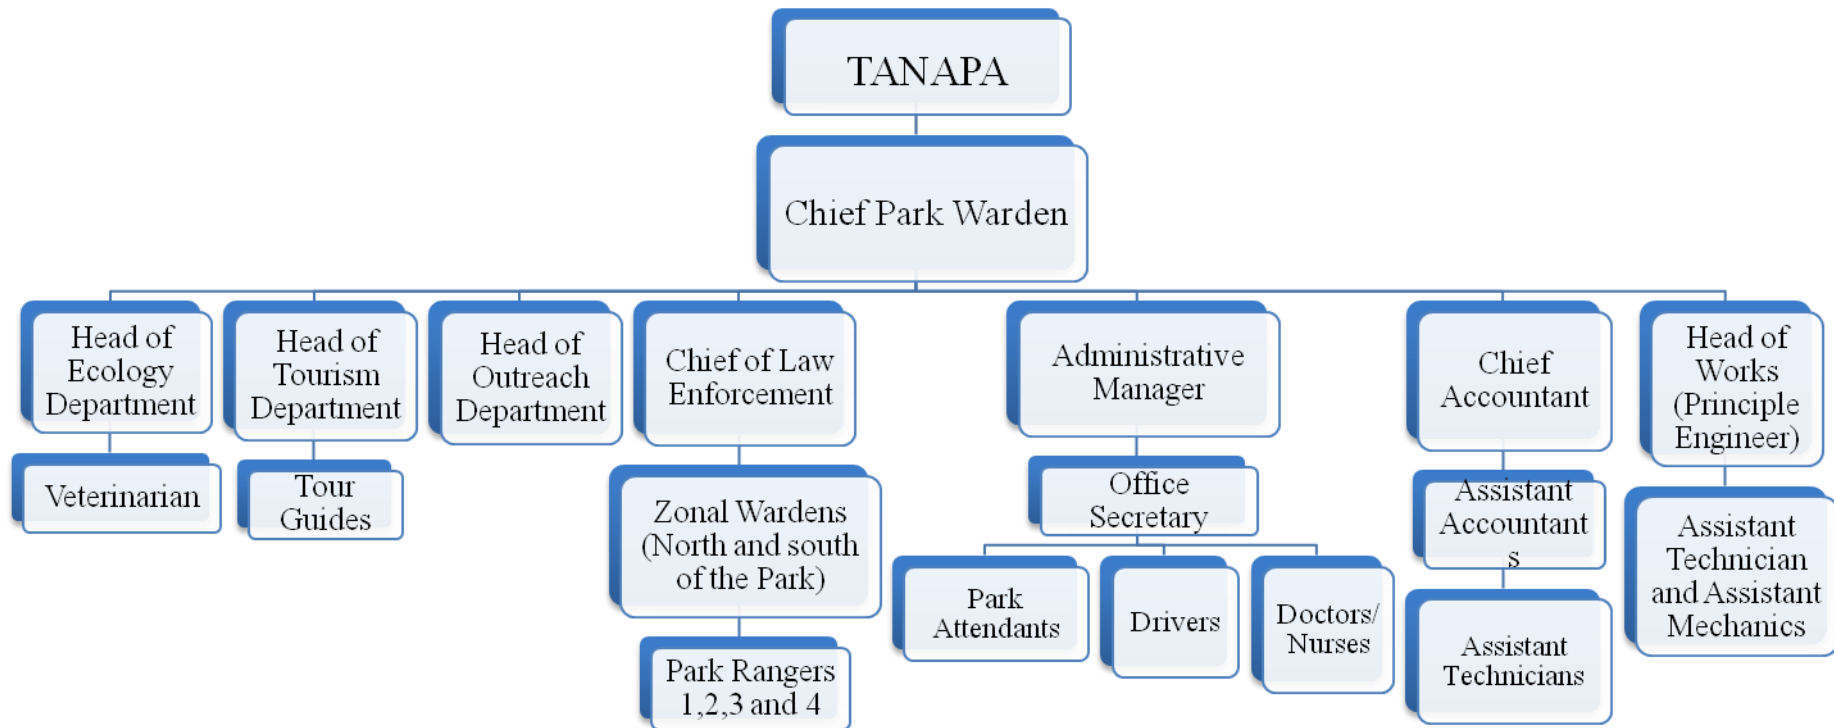 TANAPA
Chief Park Warden
Head of
Ecology
Department
Head of
Tourism
Department
Head of
Outreach
Department
Chief of Law
Enforcement
Administrative
Manager
Chief
Accountant
Head of
Works
(Principle
Engineer)
Veterinarian
Tour
Guides
Zonal Wardens
(North and south
of the Park)
Office
Secretary
Assistant
Accountant
s
Assistant
Technician
and Assistant
Mechanics
Park
Attendants
Drivers
Doctors/
Nurses
Park Rangers
1,2,3 and 4
Assistant
Technicians